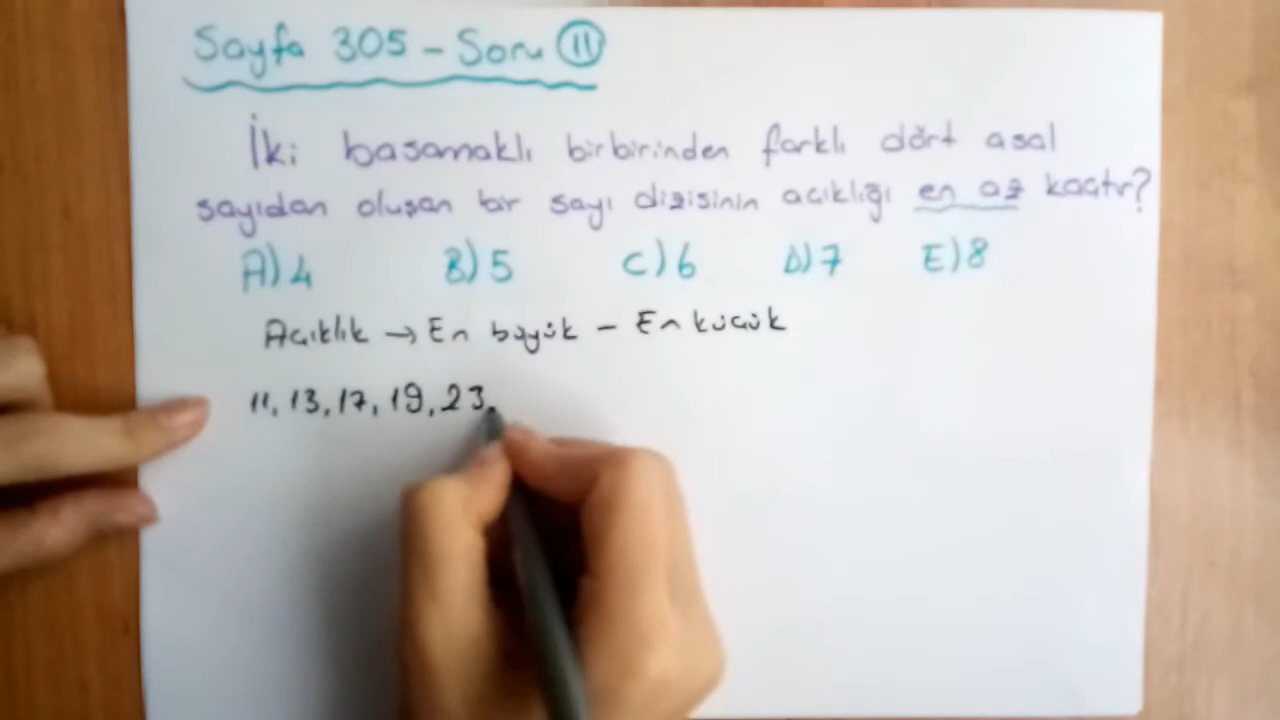 Sayfa 305 - Soru 11
İki basamaklı birbirinden farklı dört asal
sayıdan oluşan bir sayı dizisinin açıklığı en az kaçtır?
A) 4 B) 5 C) 6 D) 7 E) 8
Açıklık → En büyük - En küçük
11, 13, 17, 19, 23,